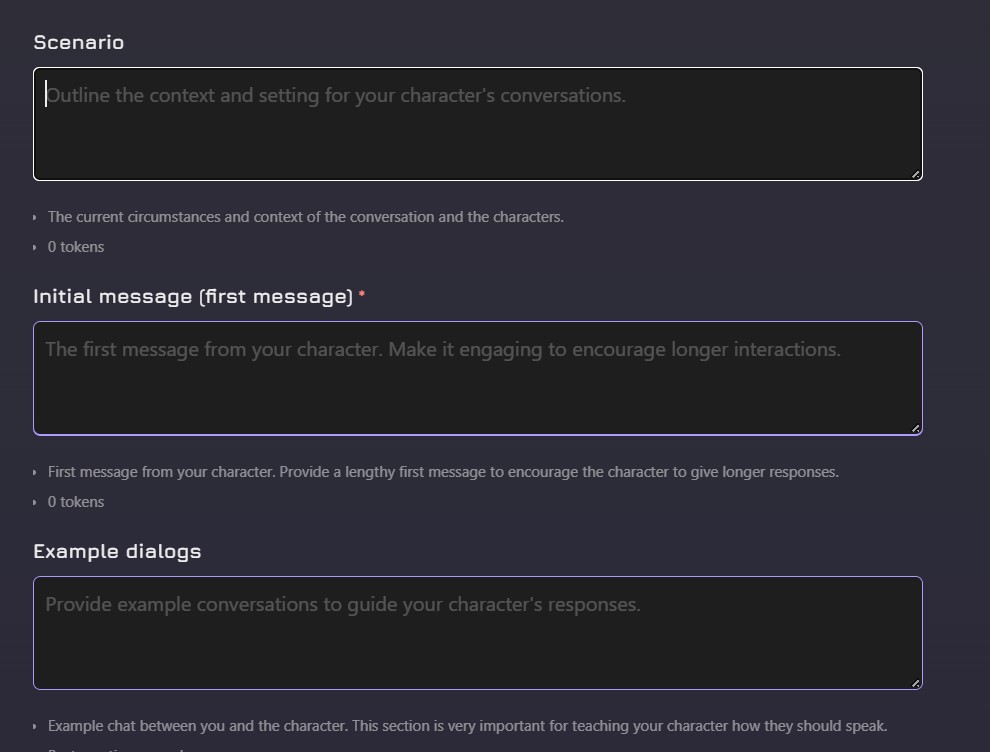 Scenario
Outline the context and setting for your character's conversations.
The current circumstances and context of the conversation and the characters.
0 tokens
Initial message (first message) *
The first message from your character. Make it engaging to encourage longer interactions.
First message from your character. Provide a lengthy first message to encourage the character to give longer responses.
0 tokens
Example dialogs
Provide example conversations to guide your character's responses.
Example chat between you and the character. This section is very important for teaching your character how they should speak.